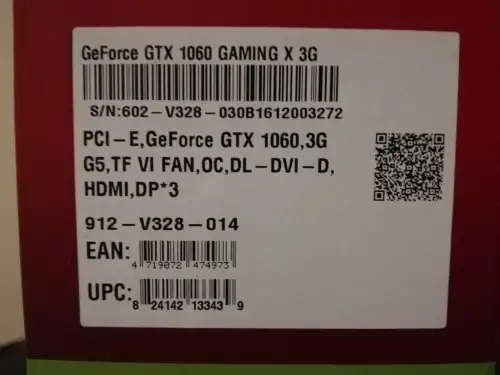 GeForce GTX 1060 GAMING X 3G
S/N:602-V328-030B1612003272
PCI-E,GeForce GTX 1060,3G
G5,TF VI FAN,OC,DL-DVI-D,
HDMI,DP*3
912-V328-014
EAN:
4 719072 474973
UPC:
8 24142 13343 9